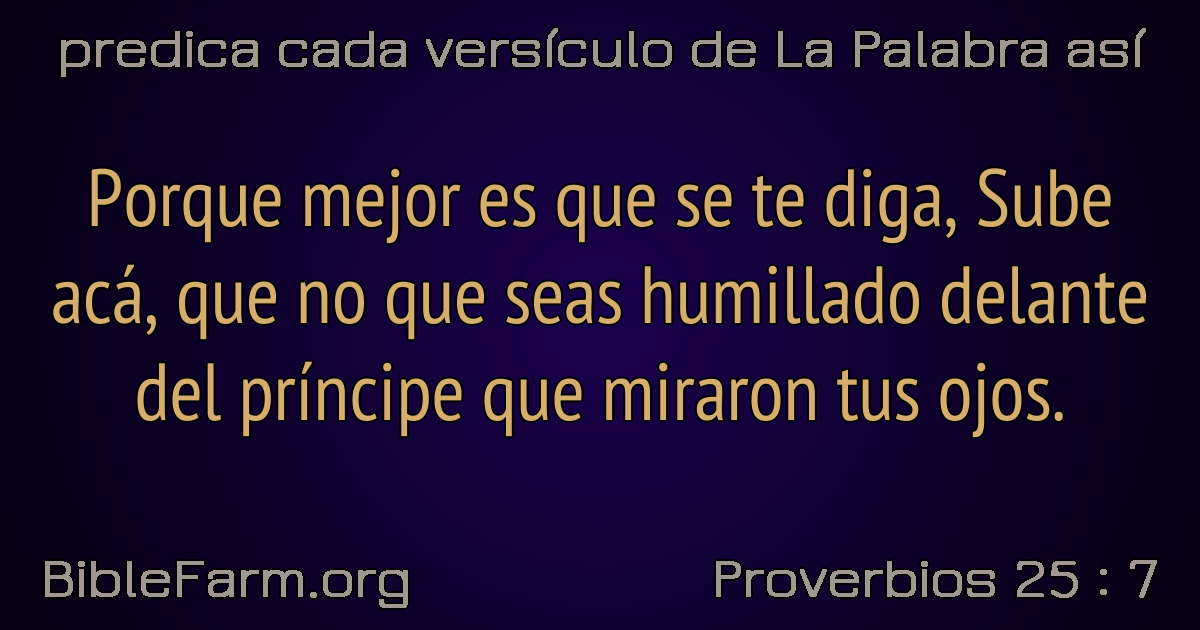 predica cada versículo de La Palabra así
Porque mejor es que se te diga, Sube
acá, que no que seas humillado delante
del príncipe que miraron tus ojos.
BibleFarm.org
Proverbios 25 : 7